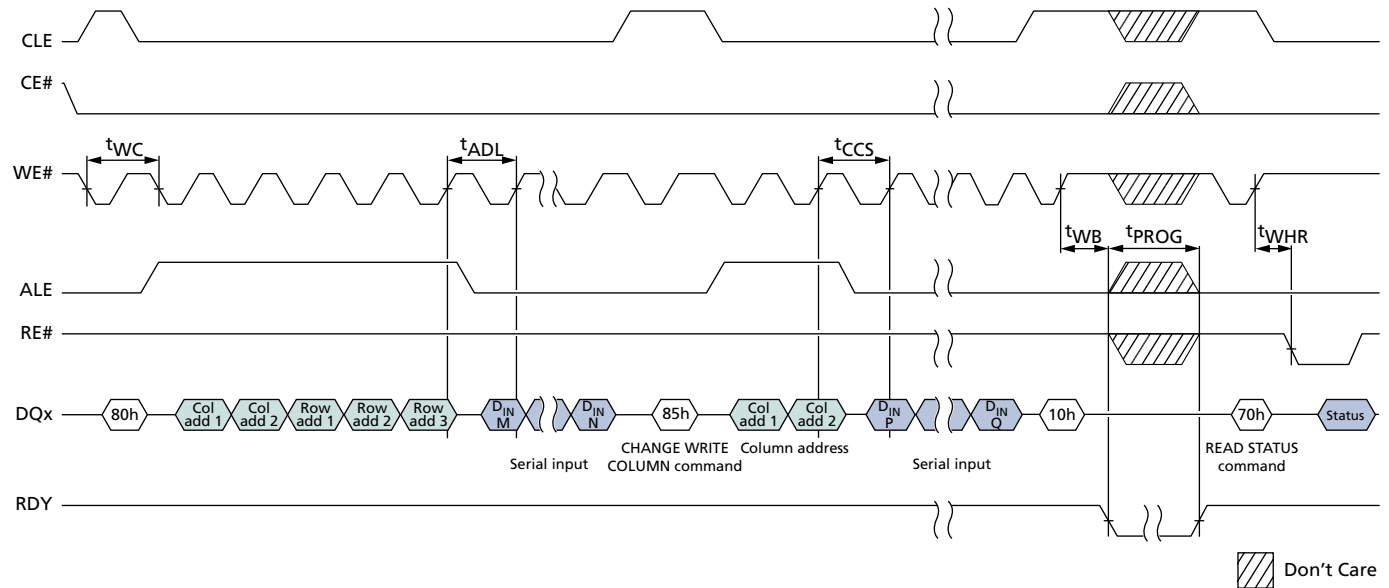 CLE
CE#
tWC
tADL
tCCS
WE#
tWB
tPROG
tWHR
ALE
RE#
DQx
80h
Col
add 1
Col
add 2
Row
add 1
Row
add 2
Row
add 3
DIN
M
DIN
N
85h
Col
add 1
Col
add 2
DIN
P
DIN
Q
10h
70h
Status
Serial input
CHANGE WRITE
COLUMN command
Column address
Serial input
READ STATUS
command
RDY
Don't Care